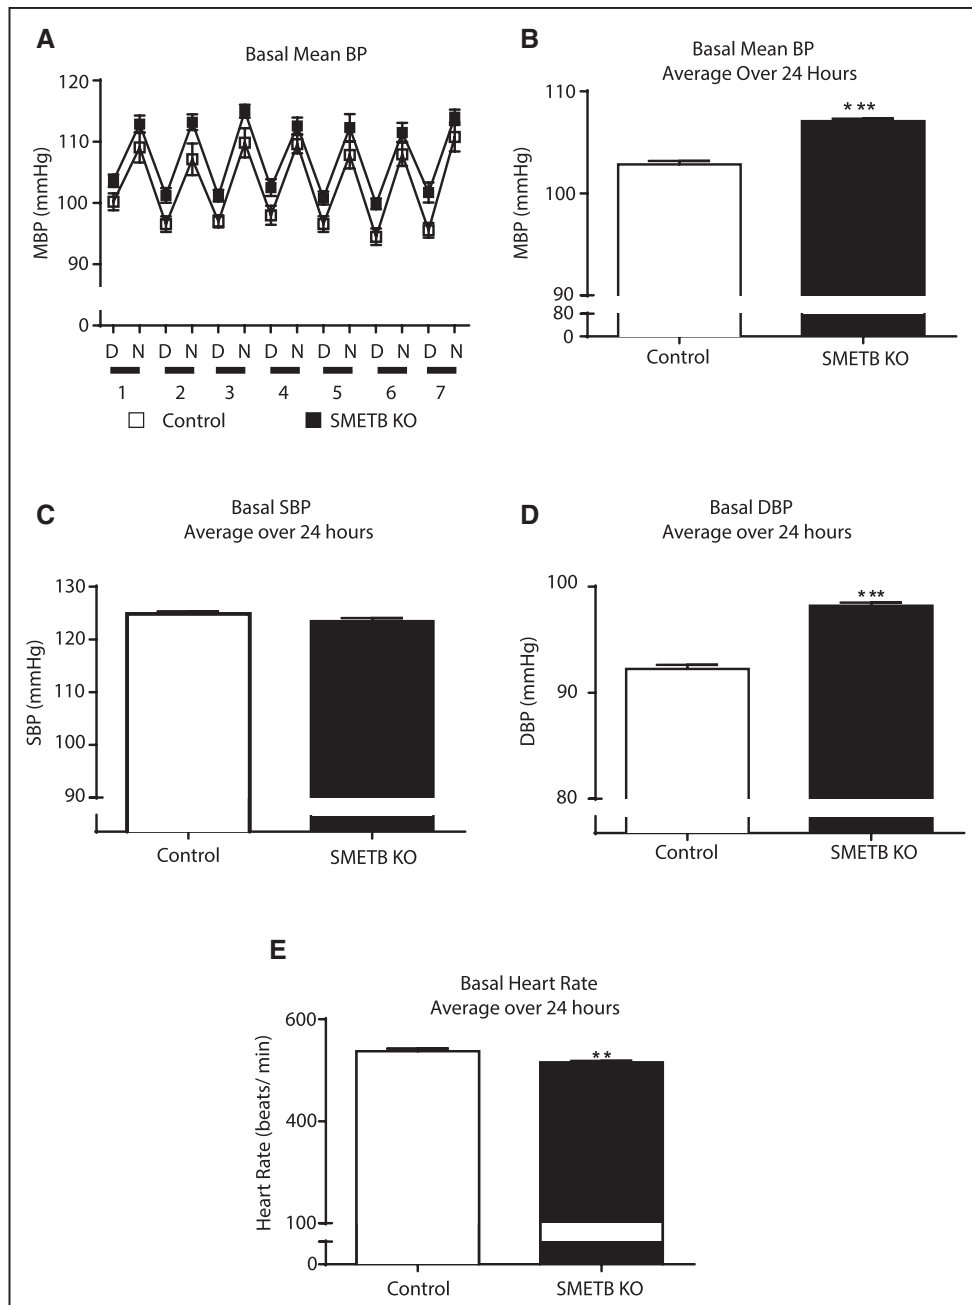 A
Basal Mean BP
120
110
100
90
0
MBP (mmHg)
D N D N D N D N D N D N D N
1 2 3 4 5 6 7
Control SMETB KO
B
Basal Mean BP
Average Over 24 Hours
110
100
90
80
0
MBP (mmHg)
* **
Control SMETB KO
C
Basal SBP
Average over 24 hours
130
120
110
100
90
SBP (mmHg)
Control SMETB KO
D
Basal DBP
Average over 24 hours
100
90
80
DBP (mmHg)
* **
Control SMETB KO
E
Basal Heart Rate
Average over 24 hours
600
400
100
0
Heart Rate (beats/ min)
**
Control SMETB KO